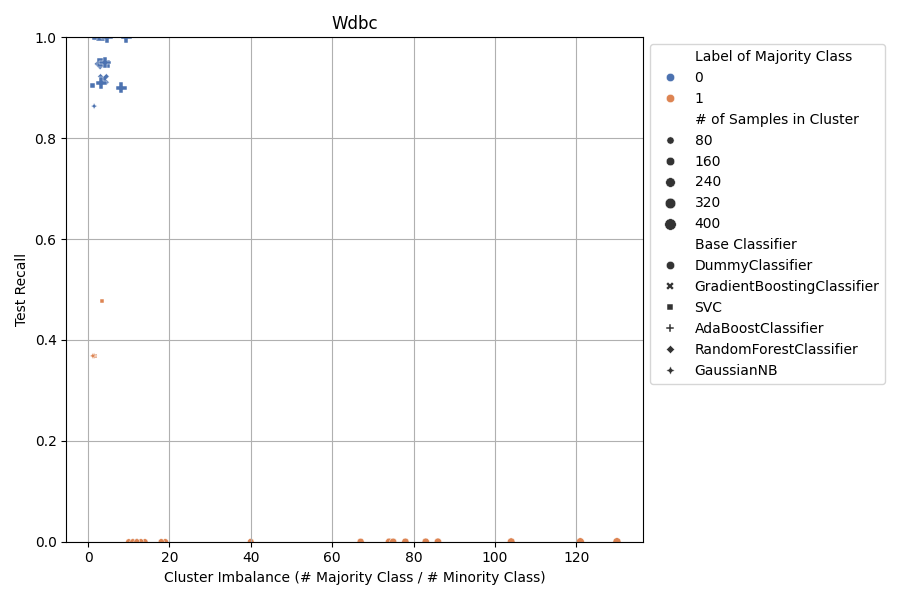 Wdbc
1.0
0.8
0.6
0.4
0.2
0.0
Test Recall
0 20 40 60 80 100 120
Cluster Imbalance (# Majority Class / # Minority Class)
Label of Majority Class
0
1
# of Samples in Cluster
80
160
240
320
400
Base Classifier
DummyClassifier
GradientBoostingClassifier
SVC
AdaBoostClassifier
RandomForestClassifier
GaussianNB